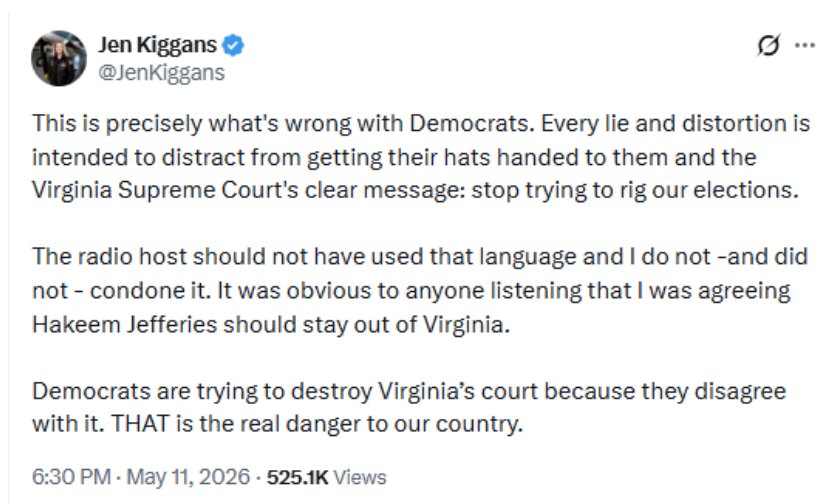 Jen Kiggans
@JenKiggans
This is precisely what's wrong with Democrats. Every lie and distortion is
intended to distract from getting their hats handed to them and the
Virginia Supreme Court's clear message: stop trying to rig our elections.
The radio host should not have used that language and I do not -and did
not - condone it. It was obvious to anyone listening that I was agreeing
Hakeem Jefferies should stay out of Virginia.
Democrats are trying to destroy Virginia’s court because they disagree
with it. THAT is the real danger to our country.
6:30 PM · May 11, 2026 · 525.1K Views